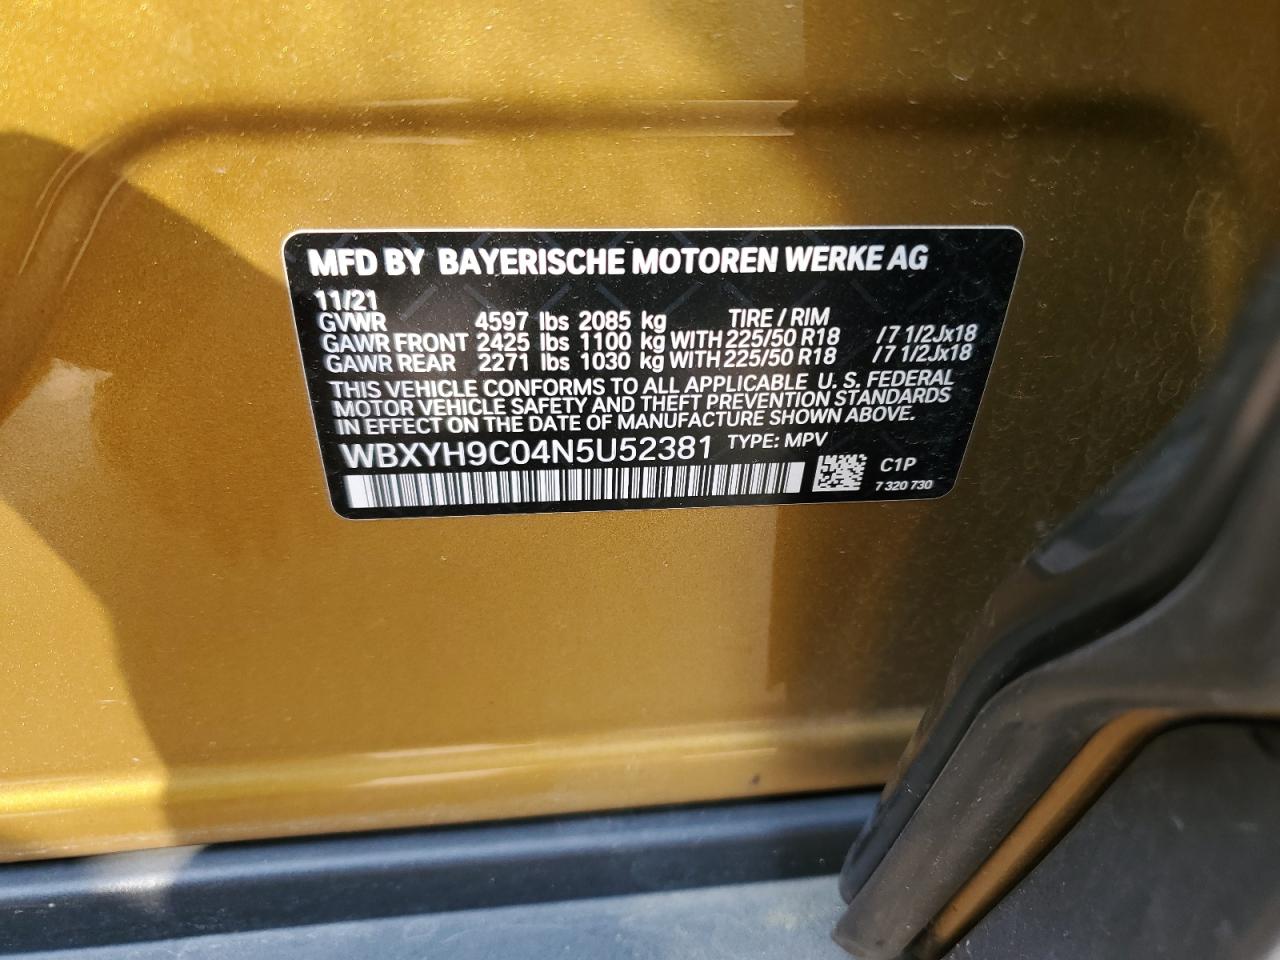 MFD BY BAYERISCHE MOTOREN WERKE AG
11/21
GVWR 4597 lbs 2085 kg TIRE / RIM
GAWR FRONT 2425 lbs 1100 kg WITH 225/50 R18 /7 1/2Jx18
GAWR REAR 2271 lbs 1030 kg WITH 225/50 R18 /7 1/2Jx18
THIS VEHICLE CONFORMS TO ALL APPLICABLE U. S. FEDERAL
MOTOR VEHICLE SAFETY AND THEFT PREVENTION STANDARDS
IN EFFECT ON THE DATE OF MANUFACTURE SHOWN ABOVE.
WBXYH9C04N5U52381 TYPE: MPV
C1P
7 320 730